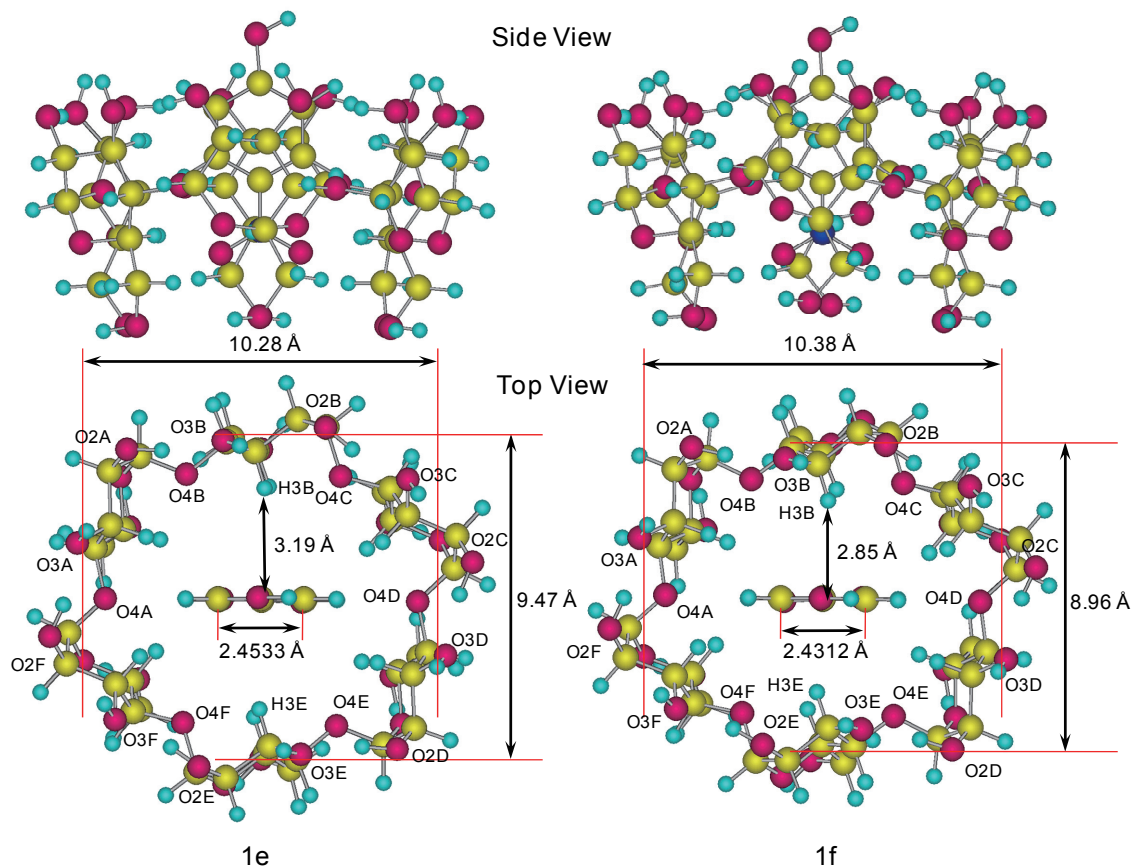 Side View
10.28 Å
10.38 Å
Top View
O2B
O3B
O2A
O4B
O4C
O3C
H3B
O2C
O3A
3.19 Å
O4A
O4D
9.47 Å
2.4533 Å
O2F
O3D
H3E
O4F
O4E
O3F
O2D
O3E
O2E
1e
O2A
O2B
O3B
O4B
O3C
O4C
H3B
O3A
O2C
2.85 Å
O4A
O4D
8.96 Å
2.4312 Å
O2F
O3D
H3E
O4F
O4E
O3E
O3F
O2E
O2D
1f